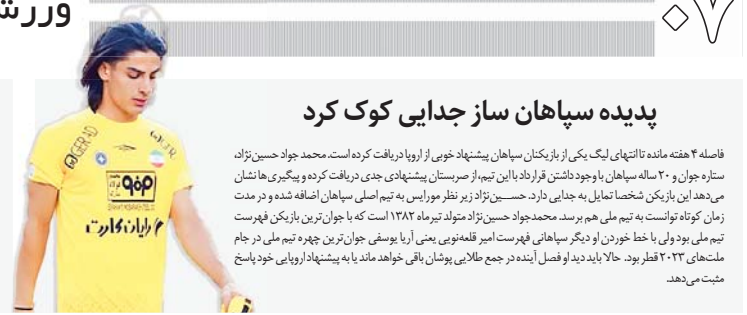 ورزش
۰۷
پدیده سپاهان ساز جدایی کوک کرد
فاصله ۴ هفته مانده تا انتهای لیگ یکی از بازیکنان سپاهان پیشنهاد خوبی از اروپا دریافت کرده است. محمد جواد حسین‌نژاد،
ستاره جوان و ۲۰ ساله سپاهان با وجود داشتن قرارداد با این تیم، از صربستان پیشنهادی جدی دریافت کرده و پیگیری‌ها نشان
می‌دهد این بازیکن شخصا تمایل به جدایی دارد. حسین‌نژاد زیر نظر مورایس به تیم اصلی سپاهان اضافه شده و در مدت
زمان کوتاه توانست به تیم ملی هم برسد. محمدجواد حسین‌نژاد متولد تیرماه ۱۳۸۲ است که با جوان‌ترین بازیکن فهرست
تیم ملی بود ولی با خط خوردن او دیگر سپاهانی فهرست امیر قلعه‌نویی یعنی آریا یوسفی جوان‌ترین چهره تیم ملی در جام
ملت‌های ۲۰۲۳ قطر بود. حالا باید دید او فصل آینده در جمع طلایی پوشان باقی خواهد ماند یا به پیشنهاد اروپایی خود پاسخ
مثبت می‌دهد.
GERAD
رایان کارت